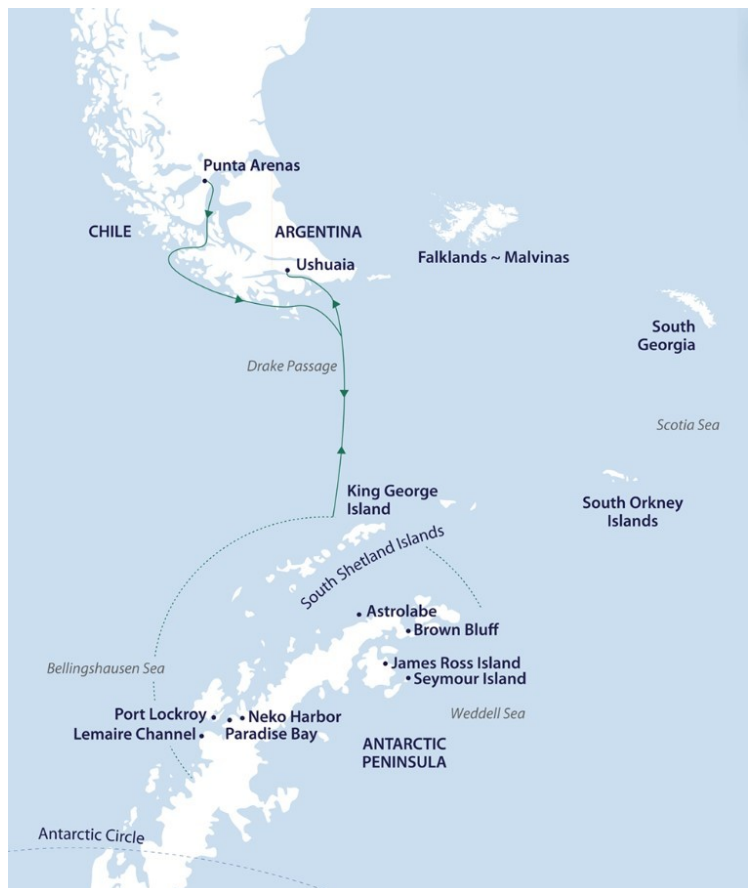 Punta Arenas
CHILE
ARGENTINA
Ushuaia
Falklands ~ Malvinas
South
Georgia
Drake Passage
Scotia Sea
King George
Island
South Orkney
Islands
South Shetland Islands
Astrolabe
Brown Bluff
James Ross Island
Seymour Island
Bellingshausen Sea
Weddell Sea
Port Lockroy
Neko Harbor
Lemaire Channel
Paradise Bay
ANTARCTIC
PENINSULA
Antarctic Circle